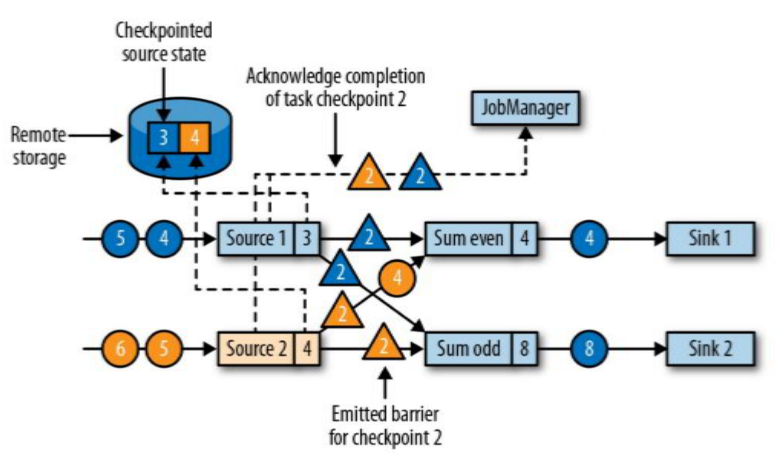 Checkpointed
source state
Acknowledge completion
of task checkpoint 2
JobManager
Remote
storage
3 4
2 2
5 4 Source 1 3 2 Sum even 4 4 Sink 1
2 4
2
6 5 Source 2 4 2 Sum odd 8 8 Sink 2
Emitted barrier
for checkpoint 2